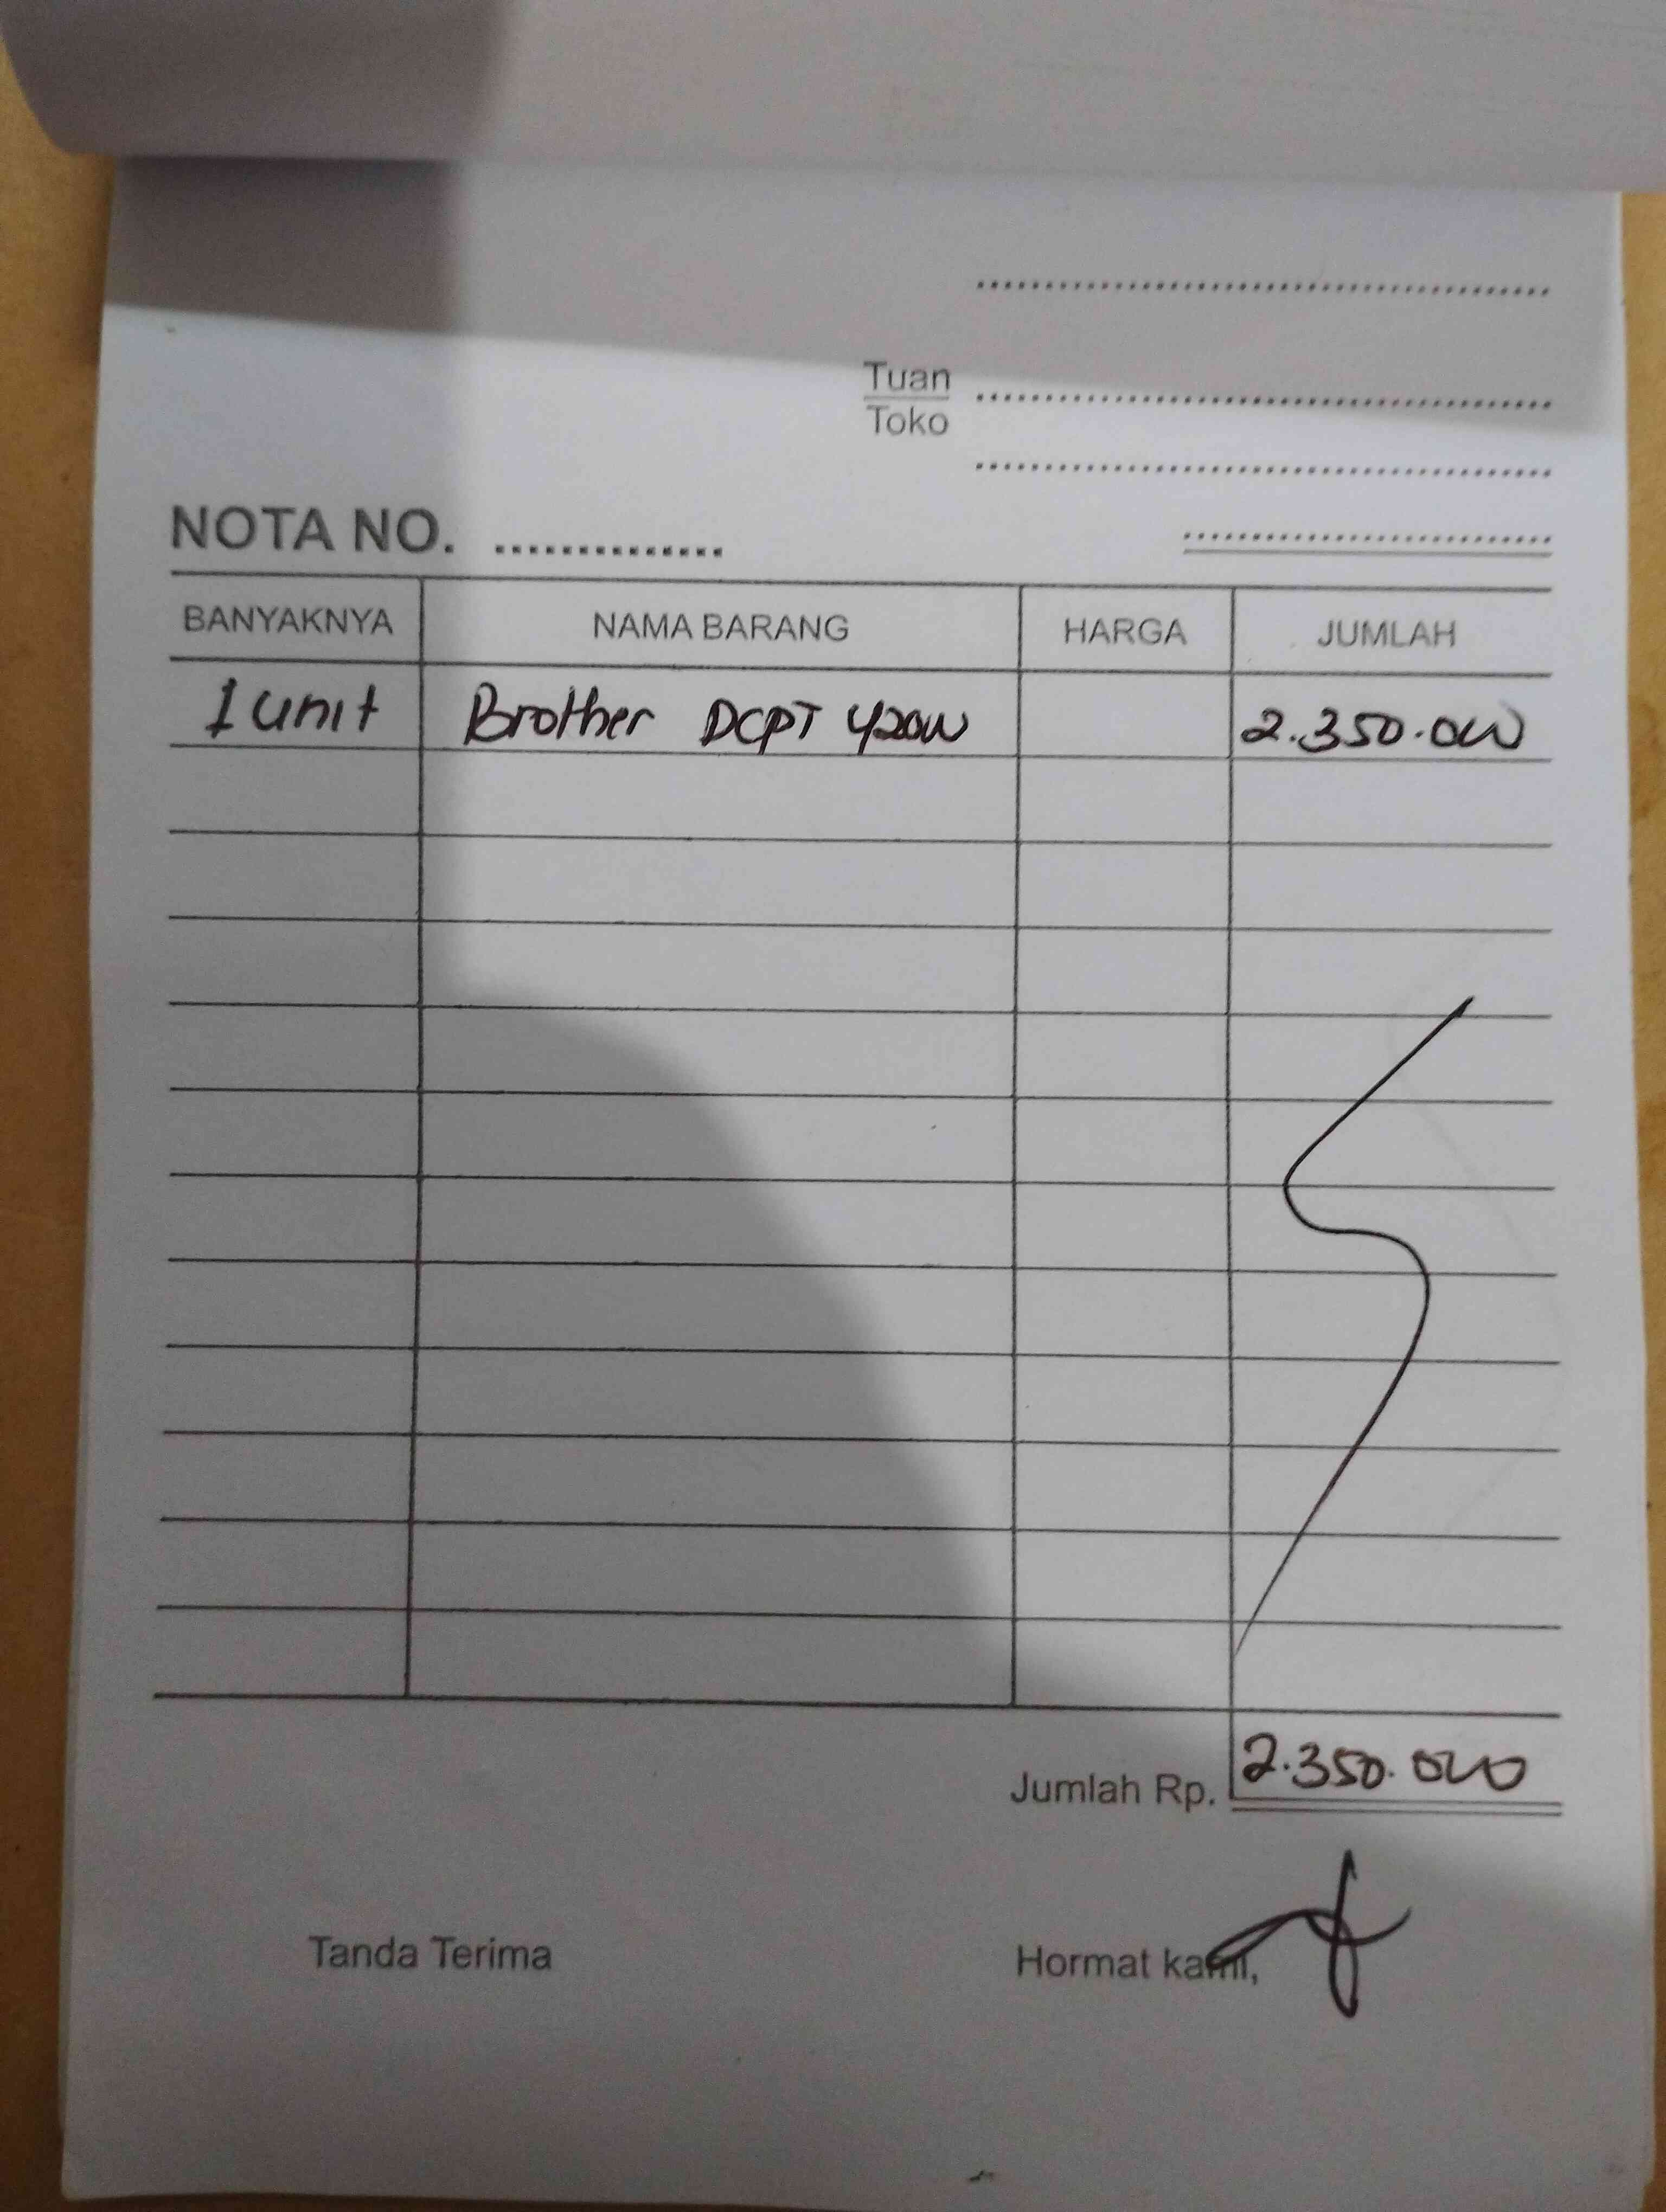 Tuan
Toko
NOTA NO.
BANYAKNYA NAMA BARANG HARGA JUMLAH
1 unit Brother DCPT 420W 2.350.000
Jumlah Rp. 2.350.000
Tanda Terima Hormat kami,